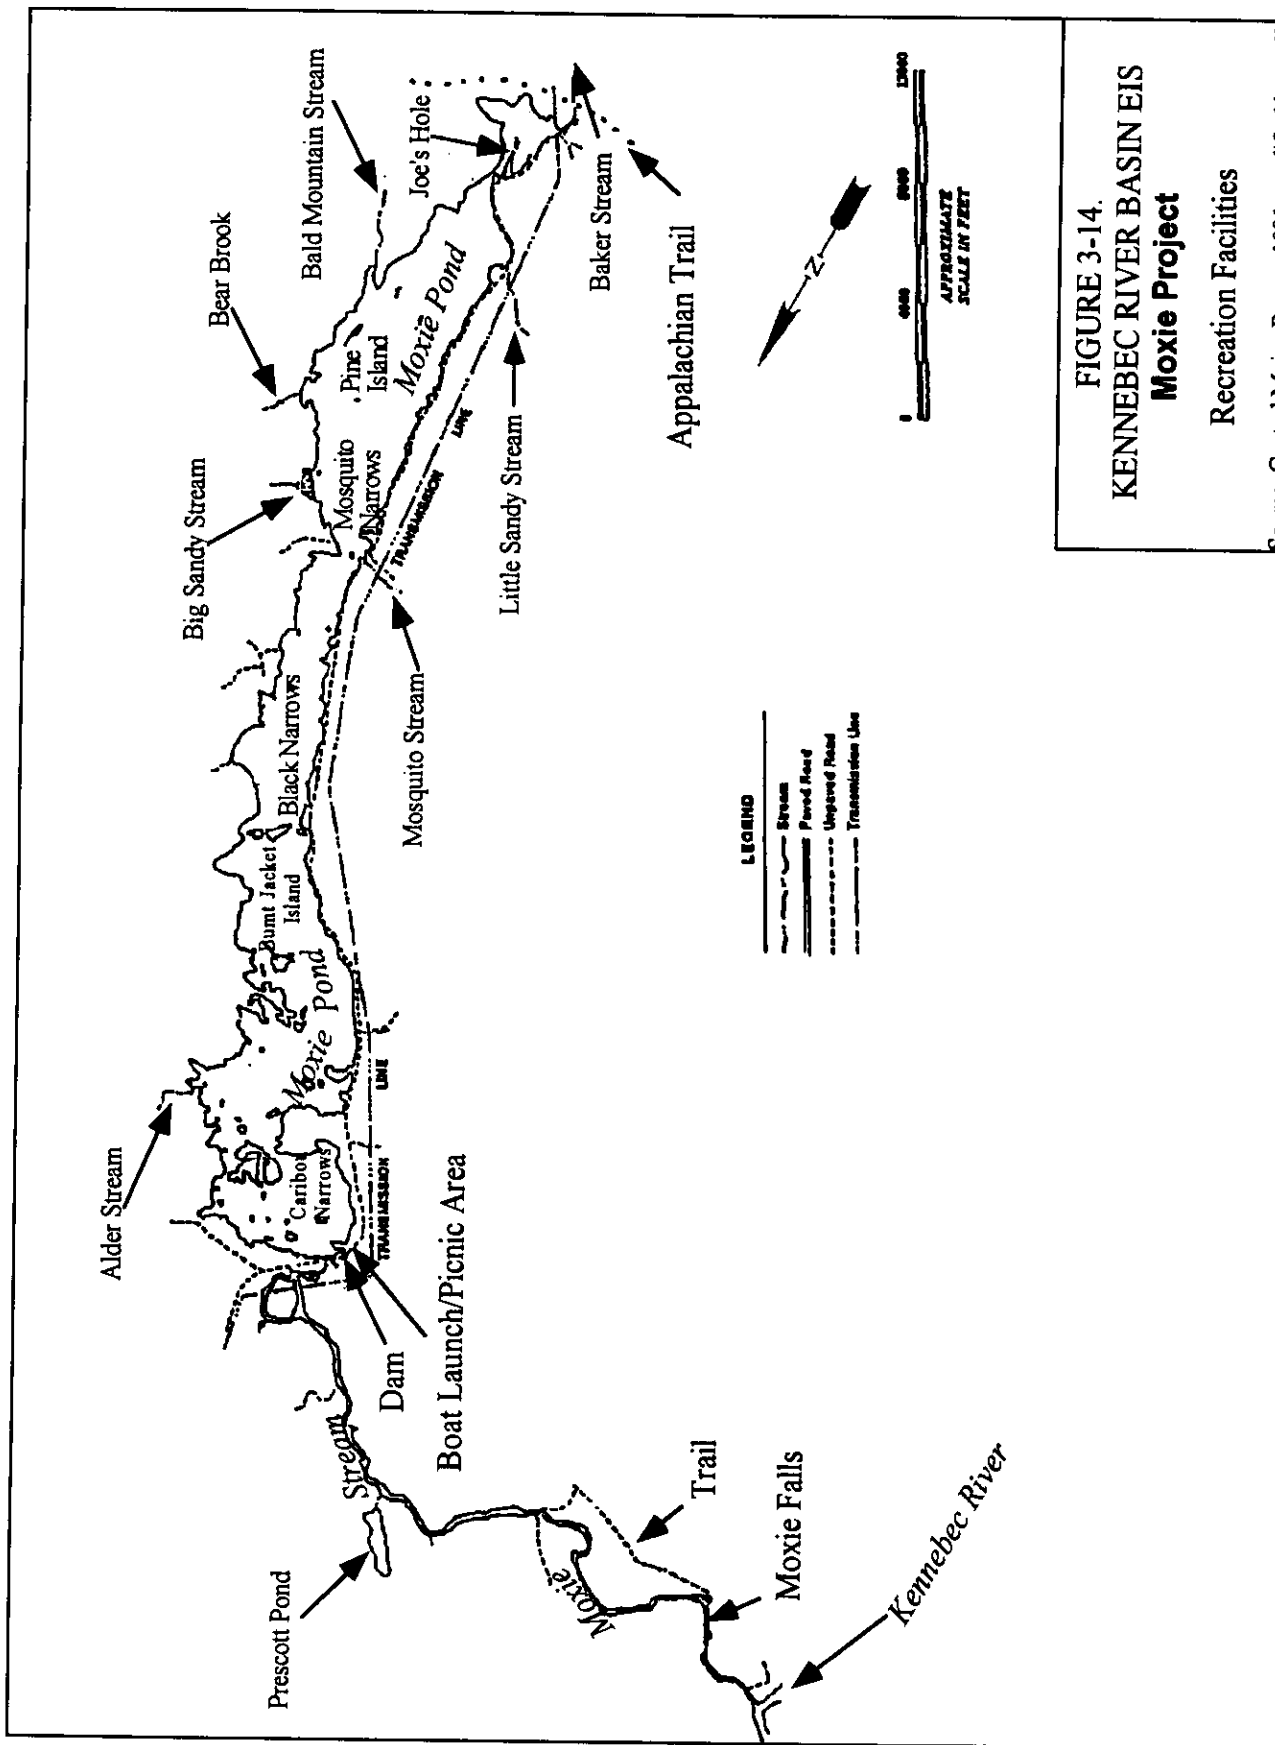 Bald Mountain Stream
Joe's Hole
Bear Brook
Big Sandy Stream
Pine
Island
Moxie Pond
Mosquito
Narrows
TRANSMISSION
LINE
Baker Stream
Appalachian Trail
Little Sandy Stream
Mosquito Stream
Black Narrows
Burnt Jacket
Island
Moxie Pond
Alder Stream
Caribou
Narrows
TRANSMISSION
LINE
Boat Launch/Picnic Area
Dam
Stream
Prescott Pond
Moxie
Trail
Moxie Falls
Kennebec River
N
0
4000
8000
12000
APPROXIMATE
SCALE IN FEET
LEGEND
Stream
Paved Road
Unpaved Road
Transmission Line
FIGURE 3-14.
KENNEBEC RIVER BASIN EIS
Moxie Project
Recreation Facilities